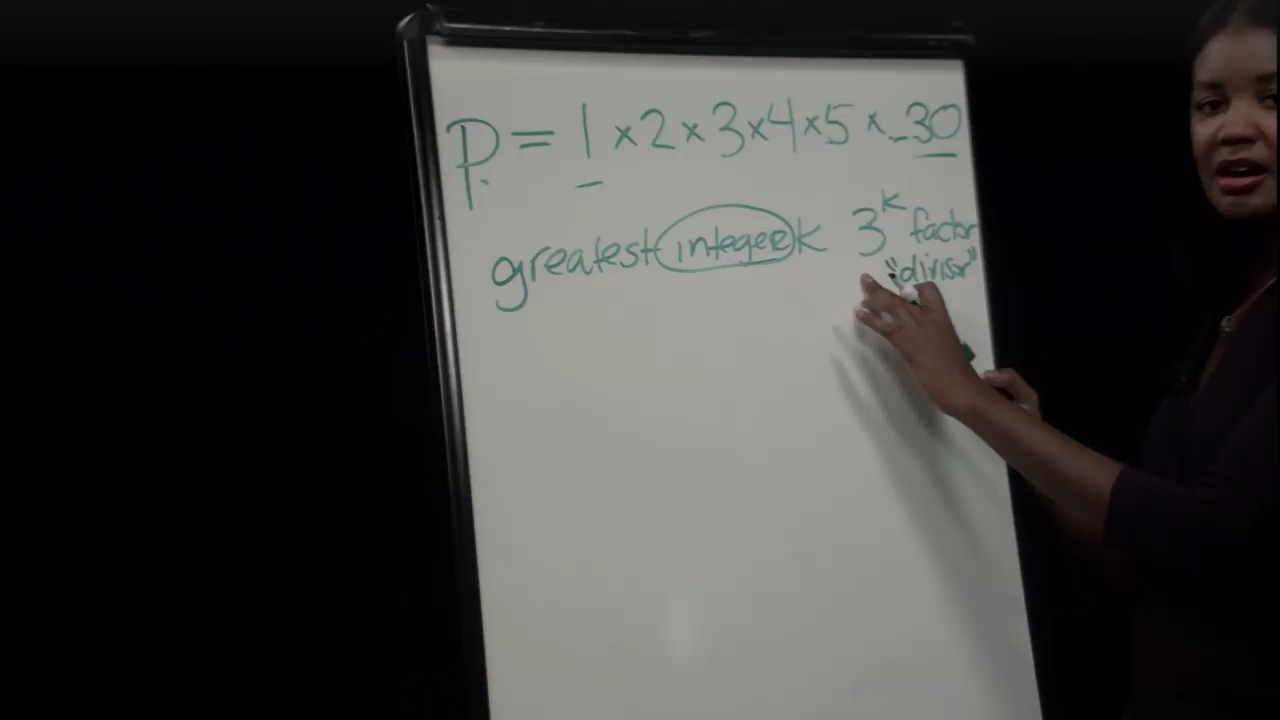 p = 1 × 2 × 3 × 4 × 5 × -- 30
greatest integer k 3^k factor
"divisor"